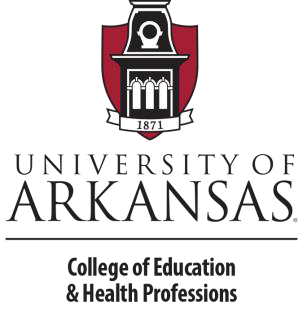 1871
UNIVERSITY OF
ARKANSAS®
College of Education
& Health Professions